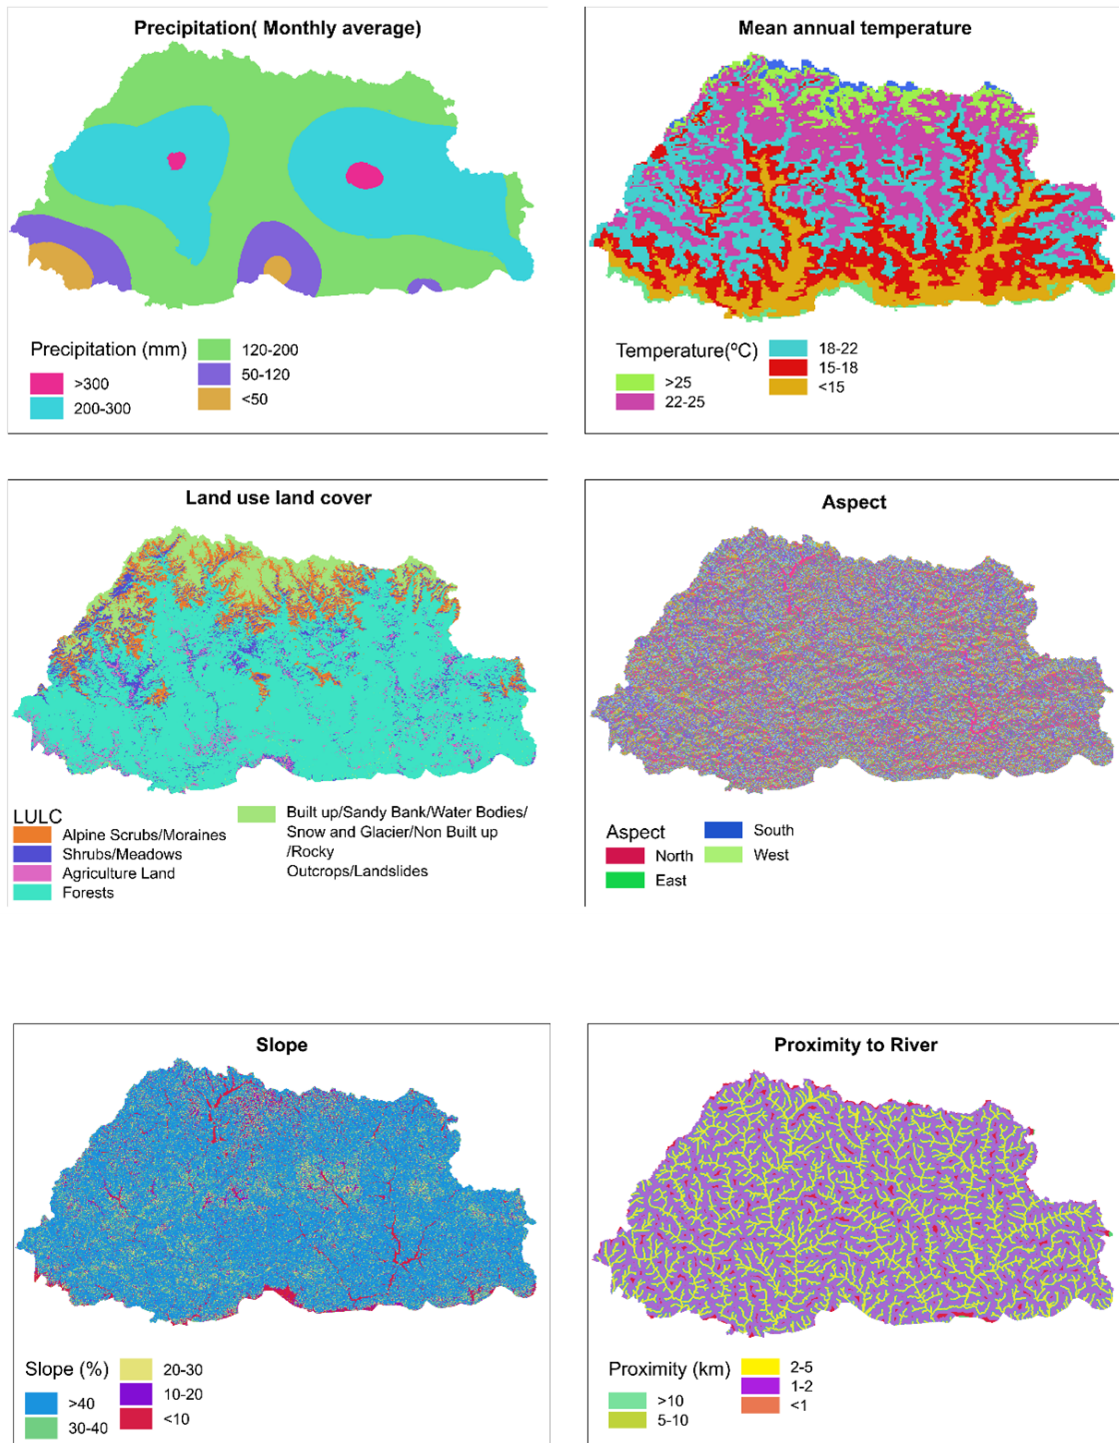 Precipitation( Monthly average)
Precipitation (mm)
>300
200-300
120-200
50-120
<50
Mean annual temperature
Temperature(ºC)
>25
22-25
18-22
15-18
<15
Land use land cover
LULC
Alpine Scrubs/Moraines
Shrubs/Meadows
Agriculture Land
Forests
Built up/Sandy Bank/Water Bodies/
Snow and Glacier/Non Built up
/Rocky
Outcrops/Landslides
Aspect
Aspect
North
East
South
West
Slope
Slope (%)
>40
30-40
20-30
10-20
<10
Proximity to River
Proximity (km)
>10
5-10
2-5
1-2
<1